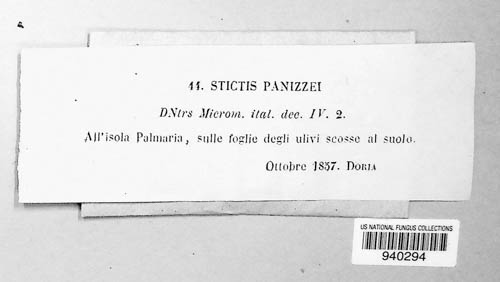 11. STICTIS PANIZZEI
DNtrs Microm. ital. dec. IV. 2.
All'isola Palmaria, sulle foglie degli ulivi scosse al suolo.
Ottobre 1857. DORIA
US NATIONAL FUNGUS COLLECTIONS
940294